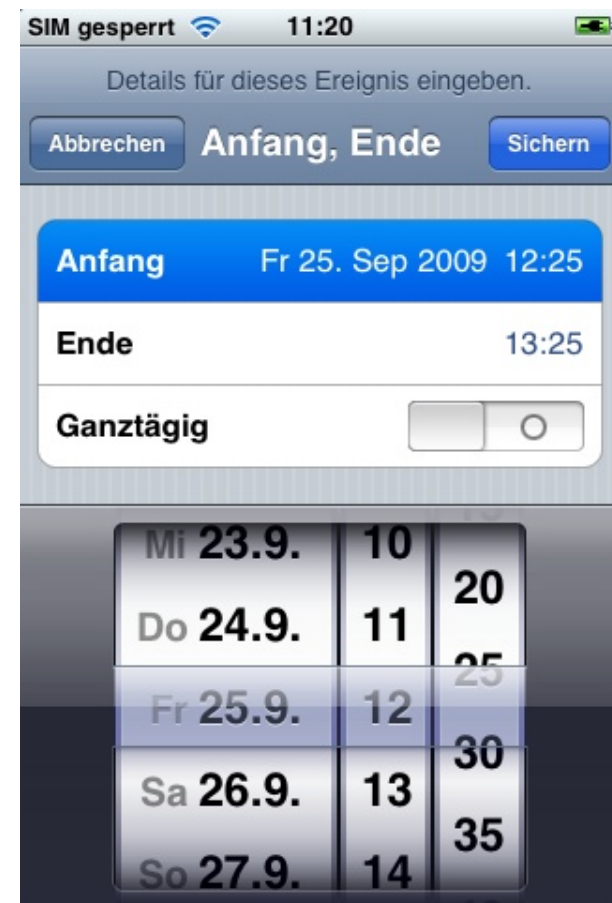 SIM gesperrt 11:20
Details für dieses Ereignis eingeben.
Abbrechen Anfang, Ende Sichern
Anfang Fr 25. Sep 2009 12:25
Ende 13:25
Ganztägig
Mi 23.9. 10
20
Do 24.9. 11
25
Fr 25.9. 12
30
Sa 26.9. 13
35
So 27.9. 14